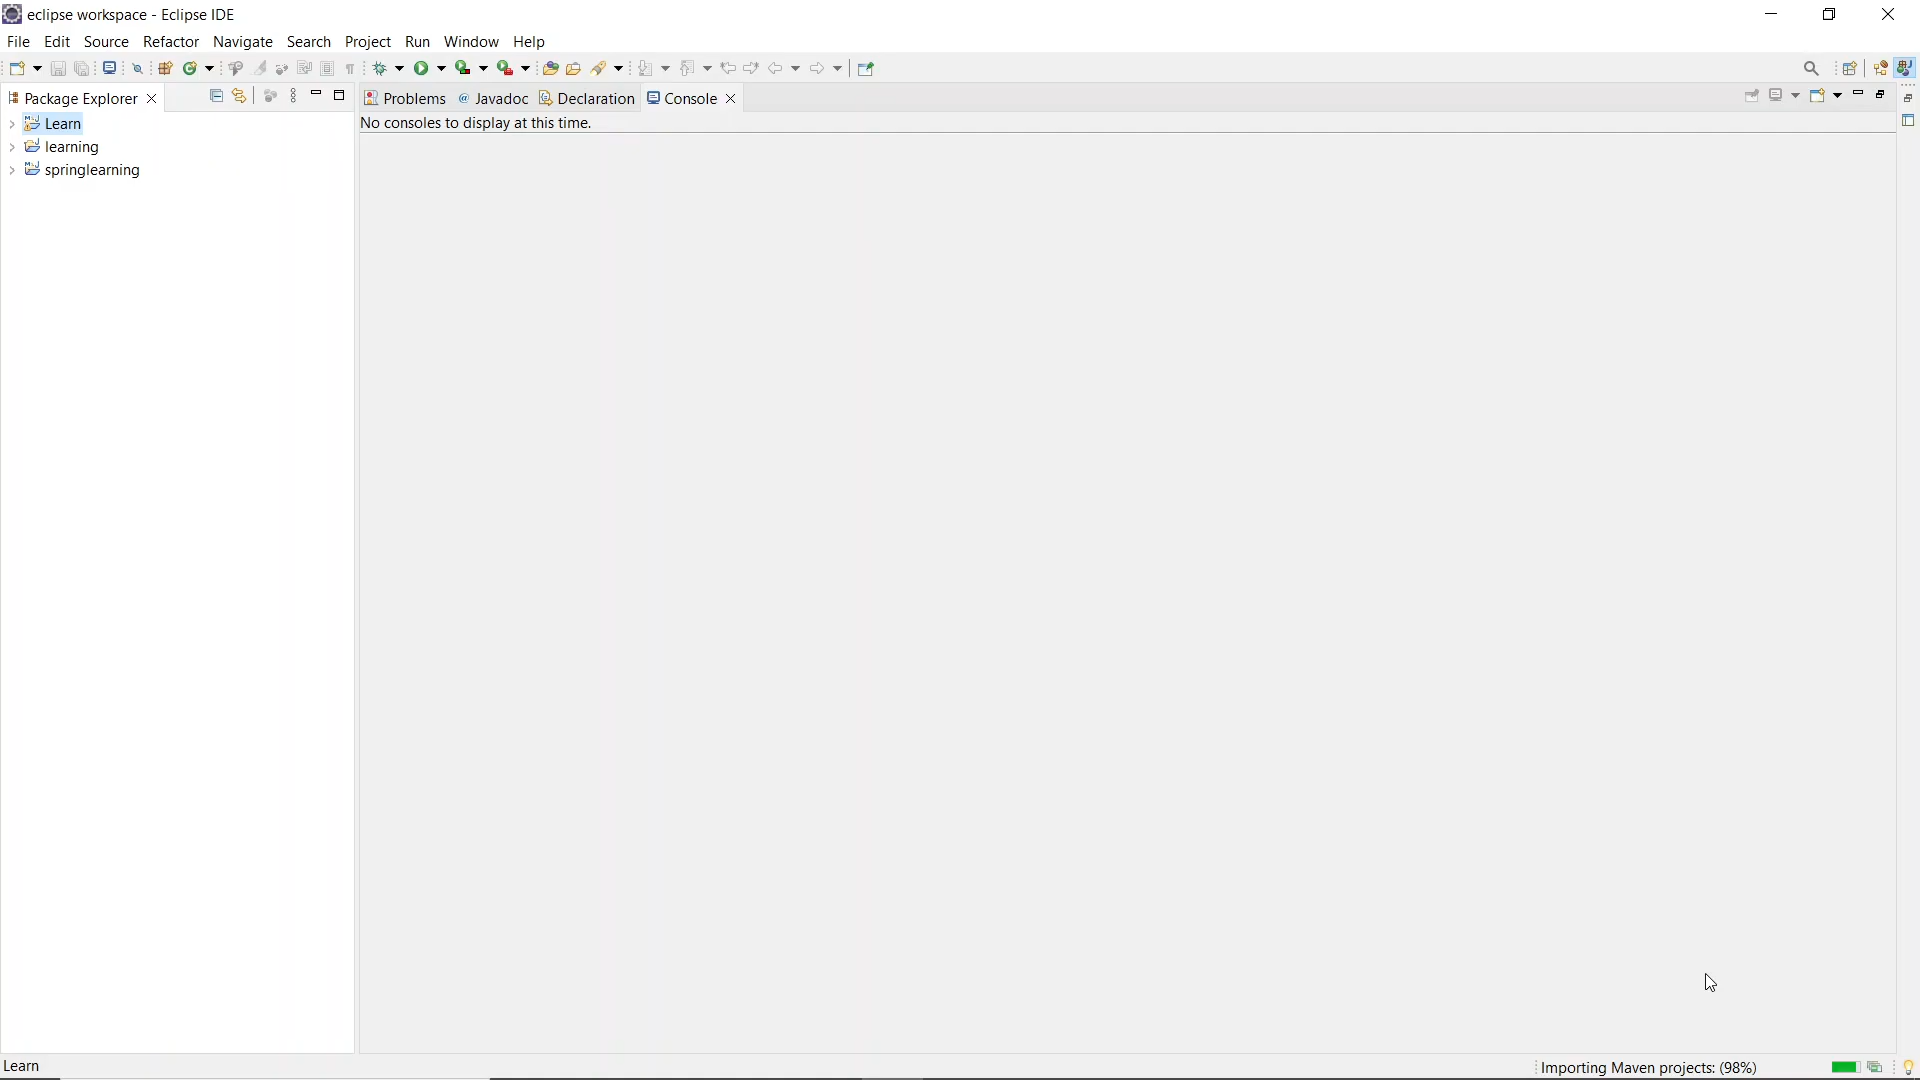 eclipse workspace - Eclipse IDE
File Edit Source Refactor Navigate Search Project Run Window Help
Package Explorer
Problems @ Javadoc Declaration Console
Learn
No consoles to display at this time.
learning
springlearning
Learn
Importing Maven projects: (98%)